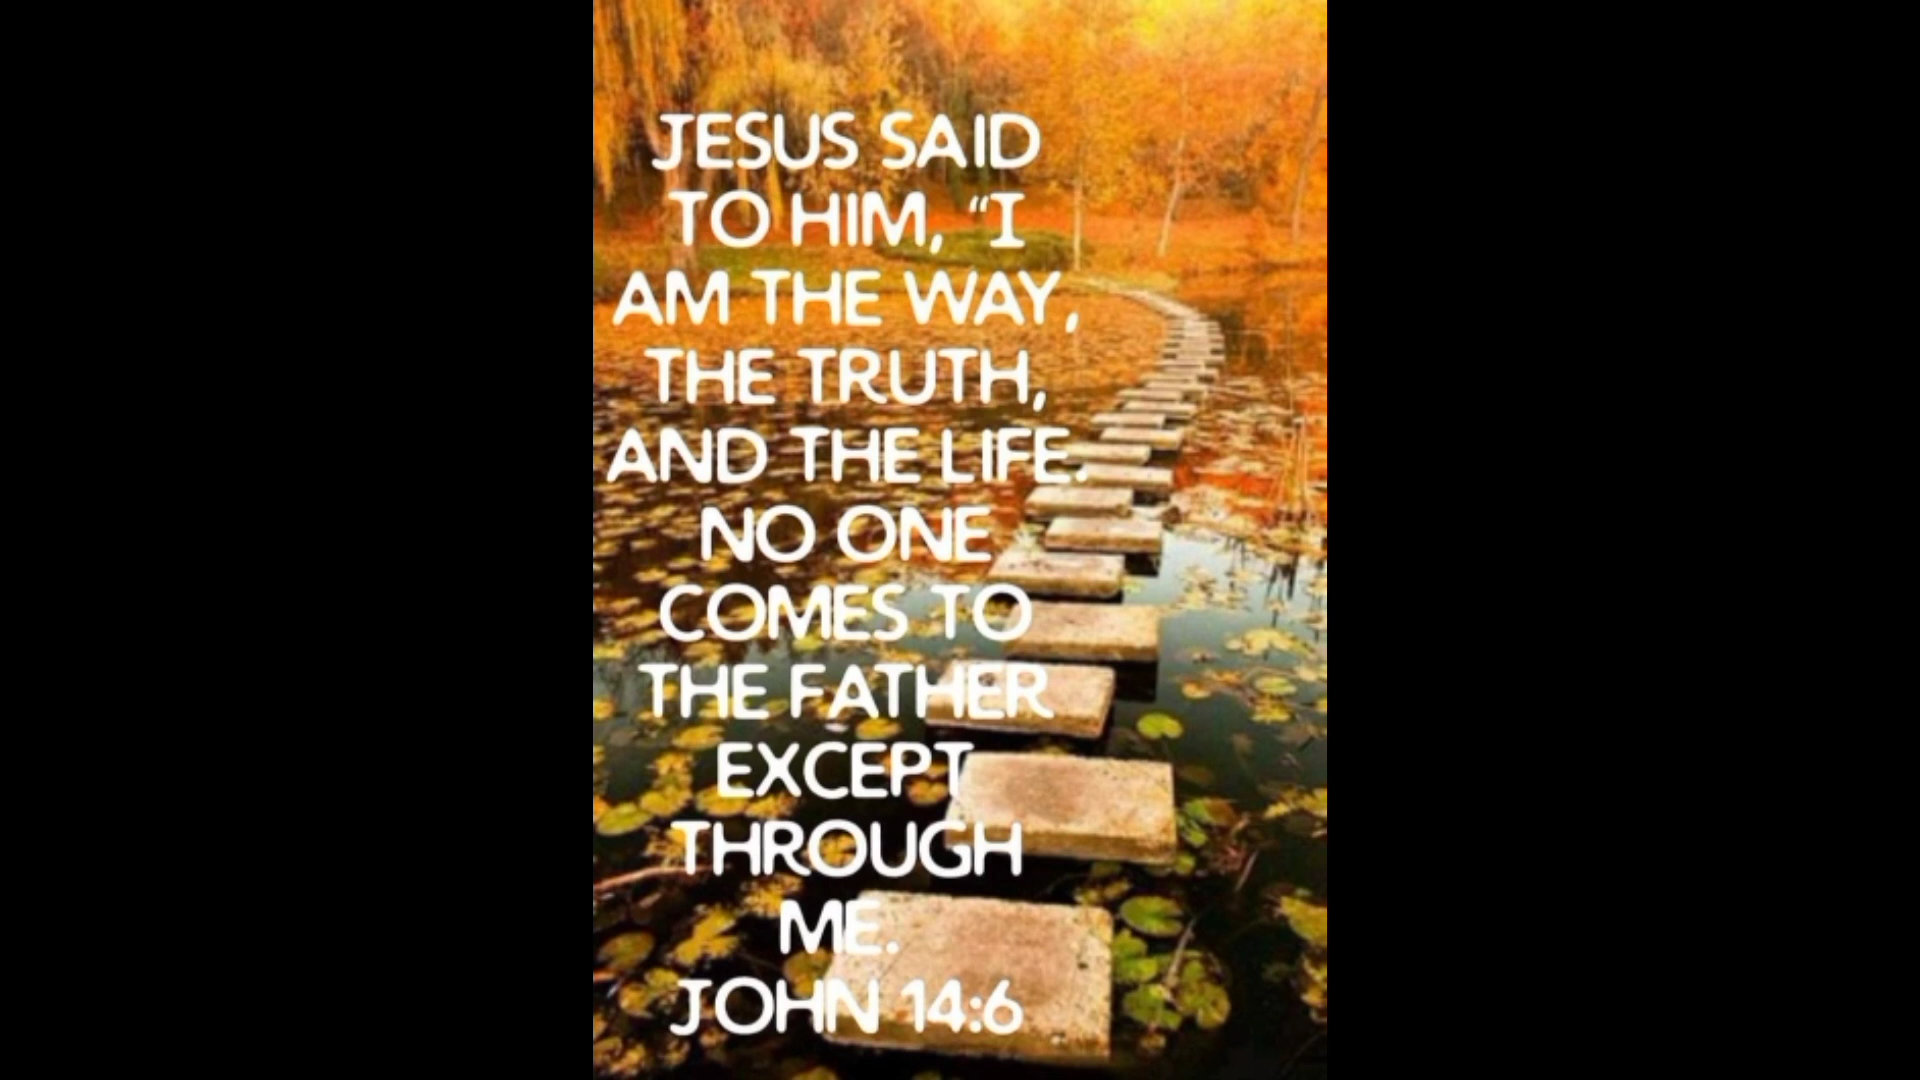 JESUS SAID
TO HIM, “I
AM THE WAY,
THE TRUTH,
AND THE LIFE.
NO ONE
COMES TO
THE FATHER
EXCEPT
THROUGH
ME.
JOHN 14:6